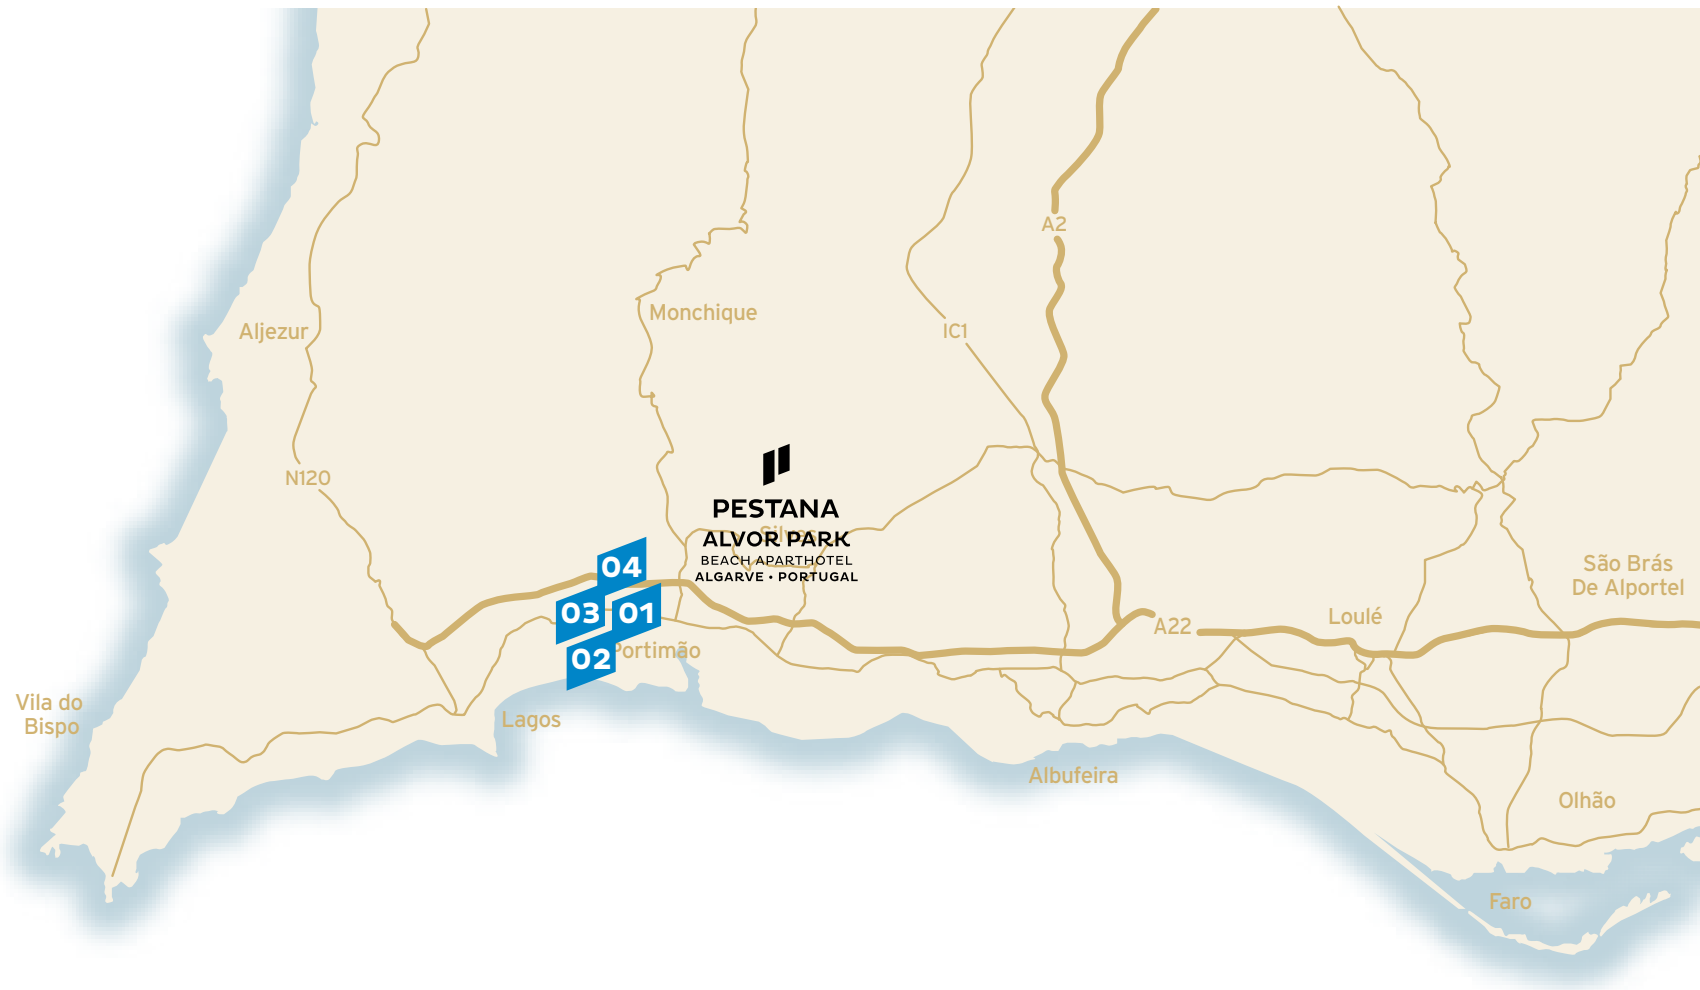 A2
Monchique
Aljezur
IC1
N120
PESTANA
Silves
ALVOR PARK
BEACH APARTHOTEL
ALGARVE • PORTUGAL
04
03
01
02
Portimão
A22
Loulé
São Brás
De Alportel
Vila do
Bispo
Lagos
Albufeira
Olhão
Faro